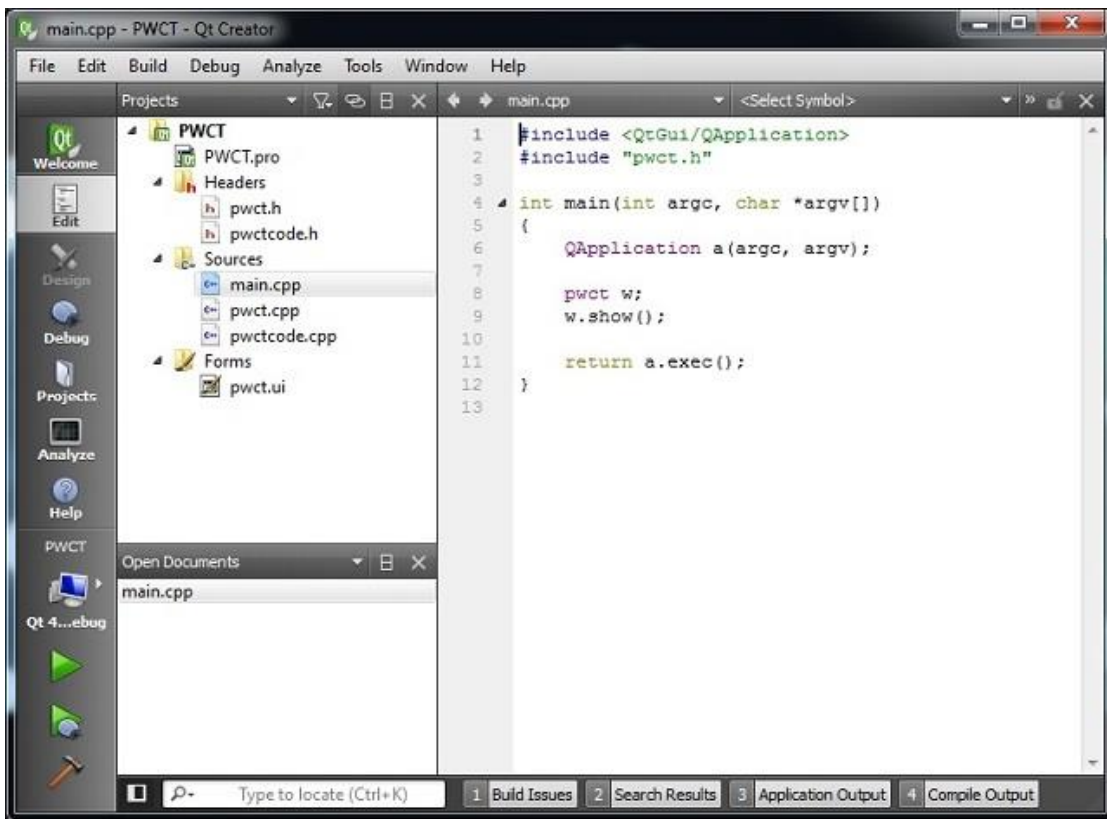 main.cpp - PWCT - Qt Creator
File Edit Build Debug Analyze Tools Window Help
Projects
main.cpp
<Select Symbol>
Qt
Welcome
Edit
Design
Debug
Projects
Analyze
Help
PWCT
Qt 4...ebug
PWCT
PWCT.pro
Headers
pwct.h
pwctcode.h
Sources
main.cpp
pwct.cpp
pwctcode.cpp
Forms
pwct.ui
Open Documents
main.cpp
1 #include <QtGui/QApplication>
2 #include "pwct.h"
3
4 int main(int argc, char *argv[])
5 {
6 QApplication a(argc, argv);
7
8 pwct w;
9 w.show();
10
11 return a.exec();
12 }
13
Type to locate (Ctrl+K)
1 Build Issues 2 Search Results 3 Application Output 4 Compile Output